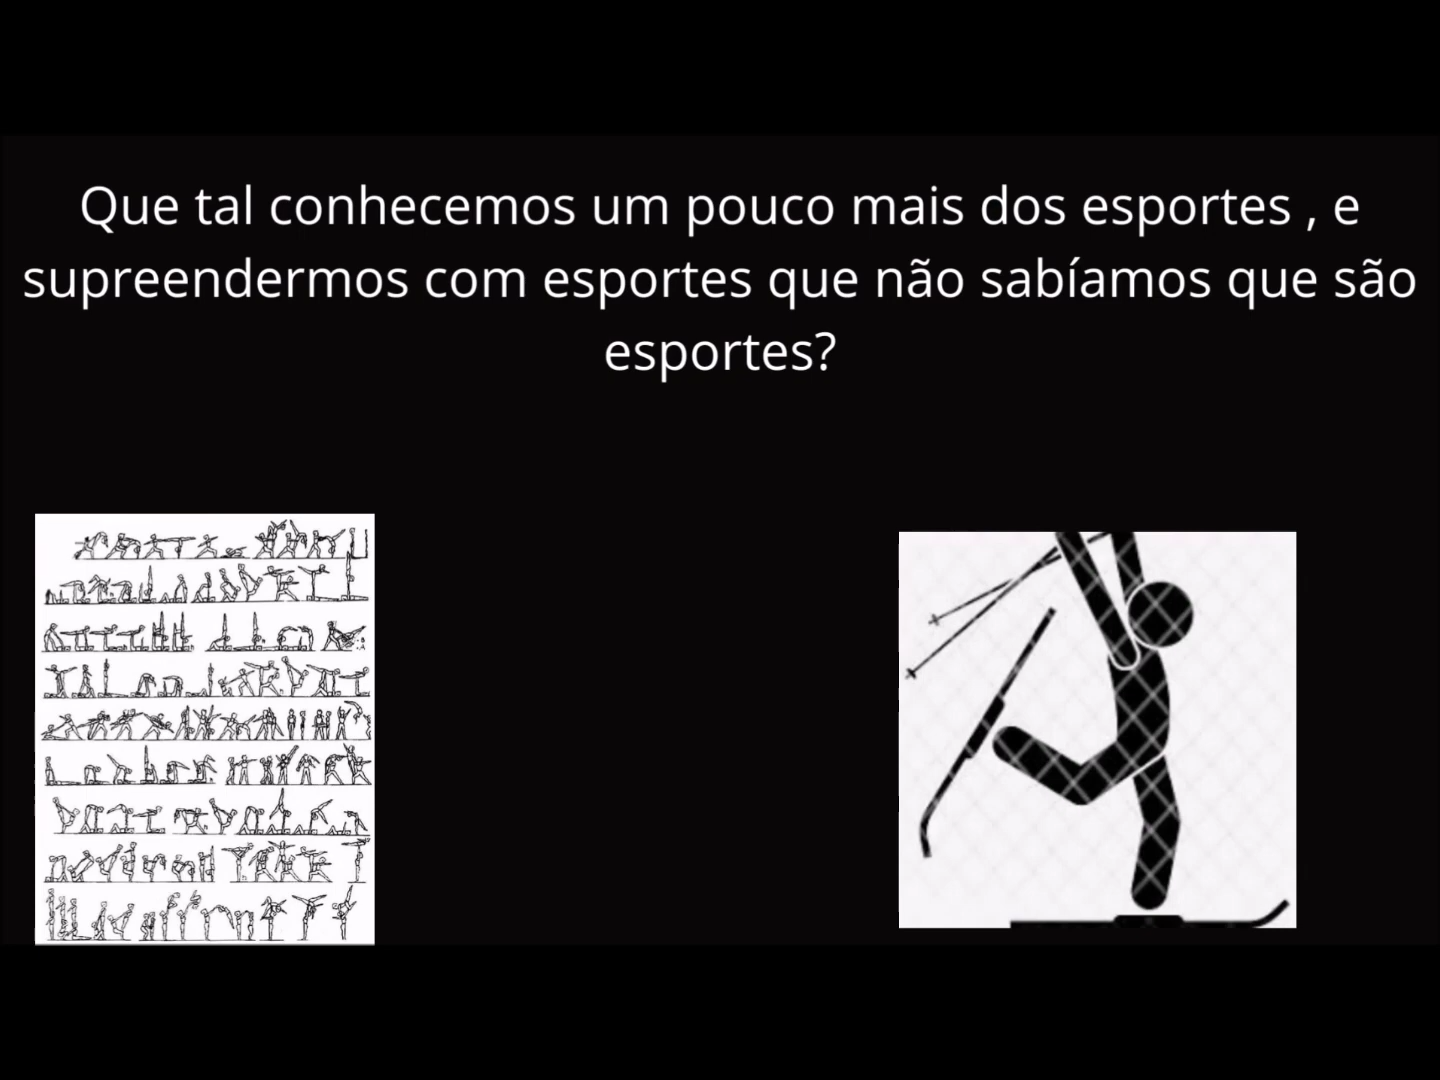 Que tal conhecemos um pouco mais dos esportes , e
supreendermos com esportes que não sabíamos que são
esportes?